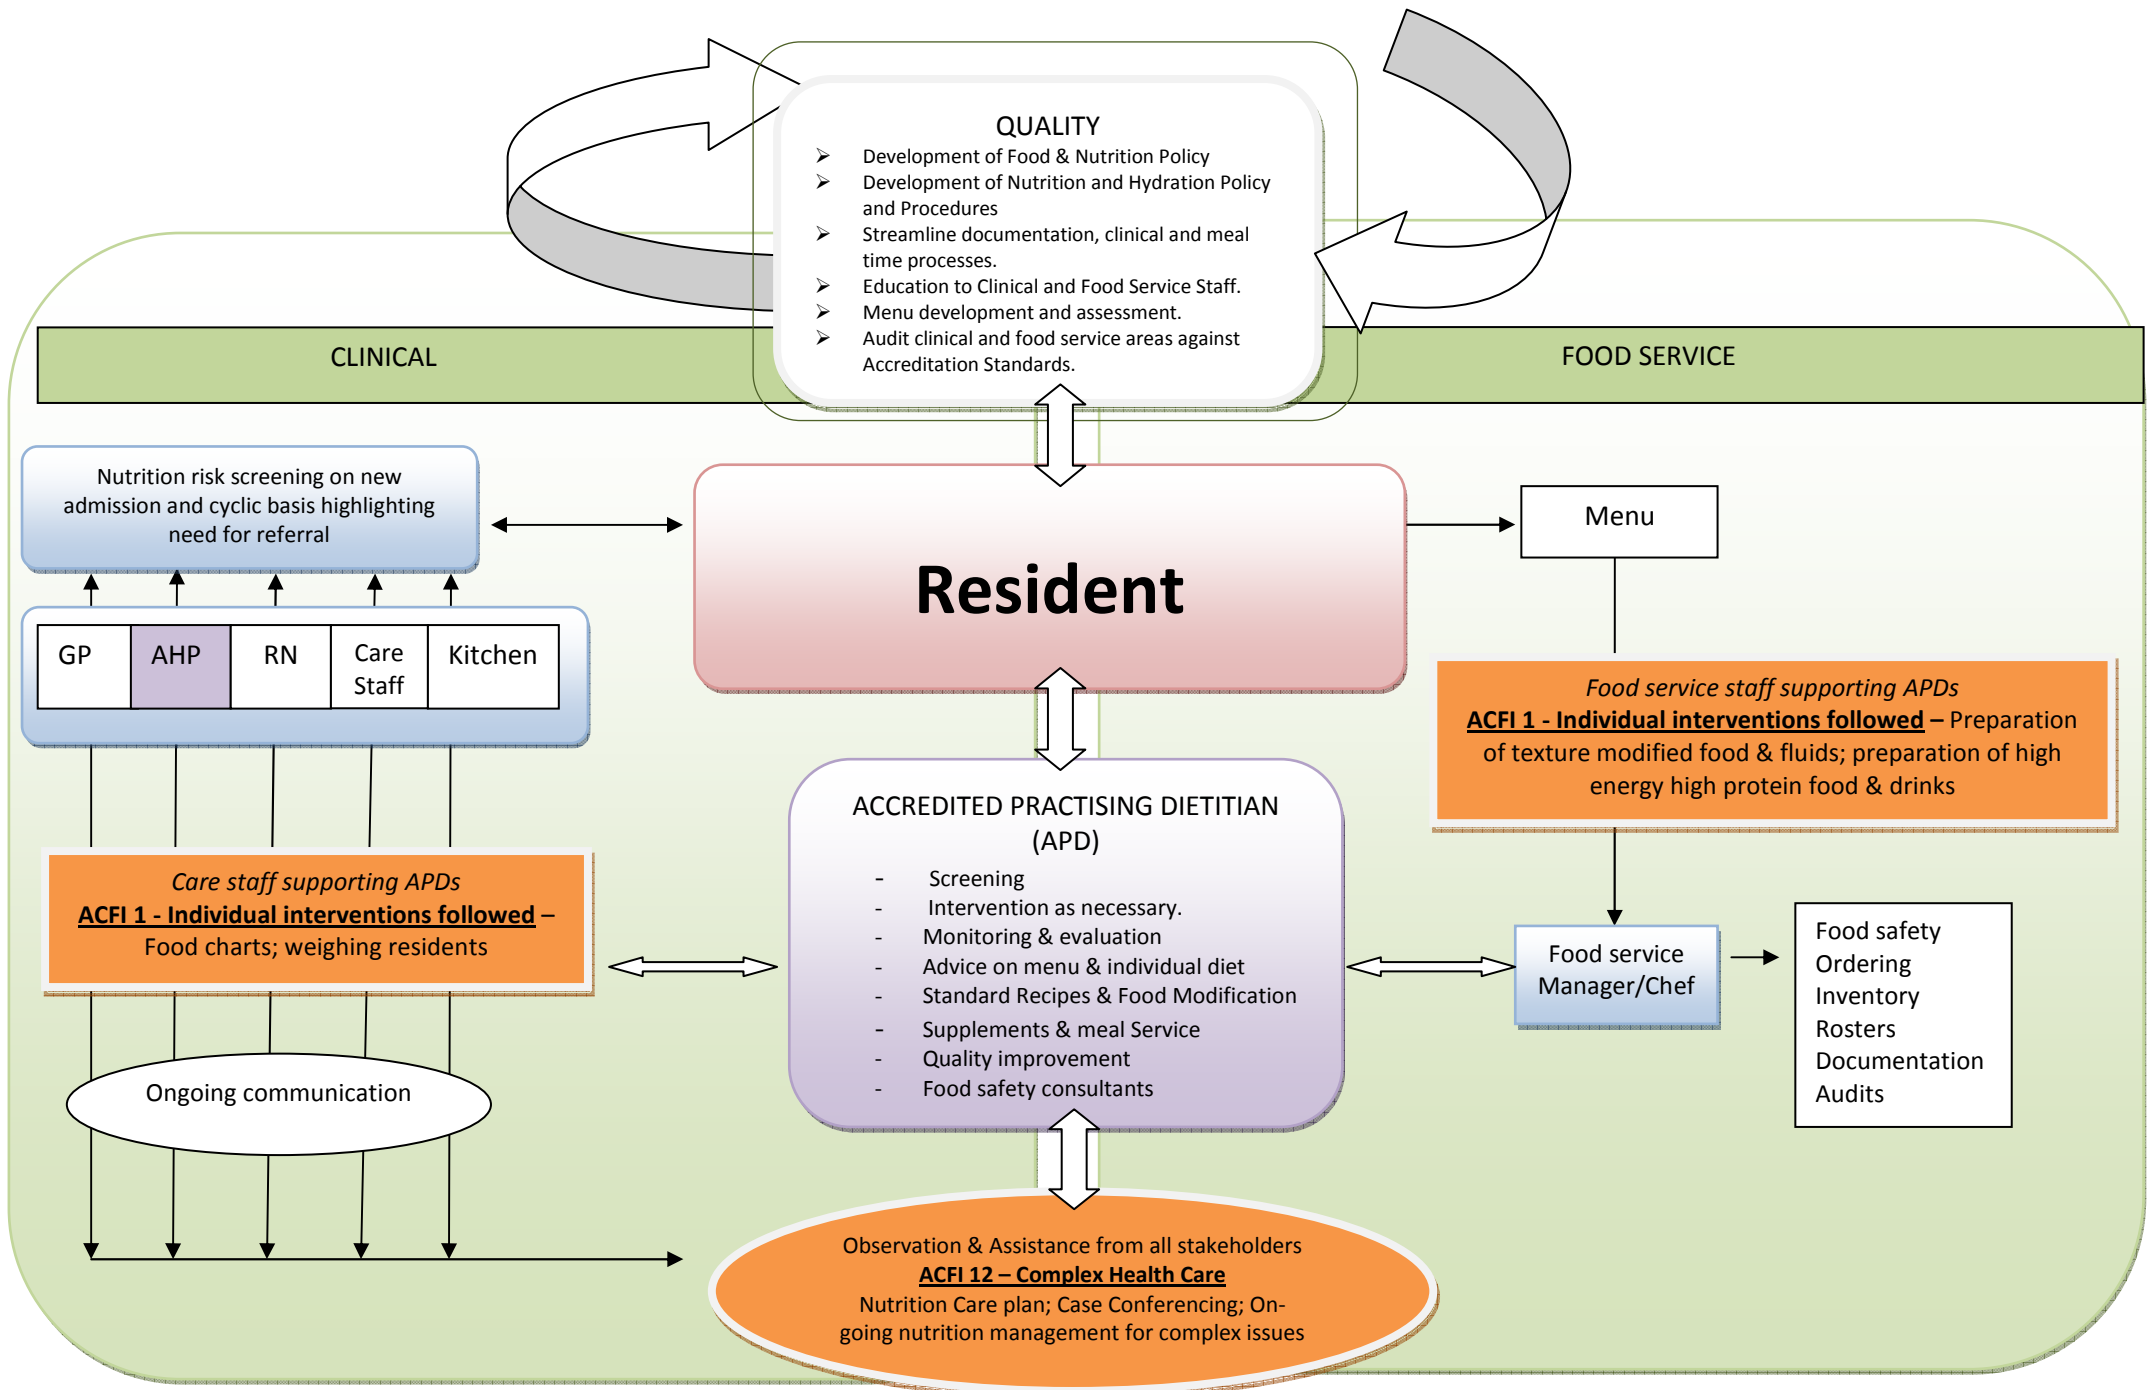 QUALITY
➢ Development of Food & Nutrition Policy
➢ Development of Nutrition and Hydration Policy
and Procedures
➢ Streamline documentation, clinical and meal
time processes.
➢ Education to Clinical and Food Service Staff.
➢ Menu development and assessment.
➢ Audit clinical and food service areas against
Accreditation Standards.
CLINICAL
FOOD SERVICE
Nutrition risk screening on new
admission and cyclic basis highlighting
need for referral
GP
AHP
RN
Care
Staff
Kitchen
Resident
Menu
Food service staff supporting APDs
ACFI 1 - Individual interventions followed – Preparation
of texture modified food & fluids; preparation of high
energy high protein food & drinks
Care staff supporting APDs
ACFI 1 - Individual interventions followed –
Food charts; weighing residents
ACCREDITED PRACTISING DIETITIAN
(APD)
- Screening
- Intervention as necessary.
- Monitoring & evaluation
- Advice on menu & individual diet
- Standard Recipes & Food Modification
- Supplements & meal Service
- Quality improvement
- Food safety consultants
Food service
Manager/Chef
Food safety
Ordering
Inventory
Rosters
Documentation
Audits
Ongoing communication
Observation & Assistance from all stakeholders
ACFI 12 – Complex Health Care
Nutrition Care plan; Case Conferencing; On-
going nutrition management for complex issues